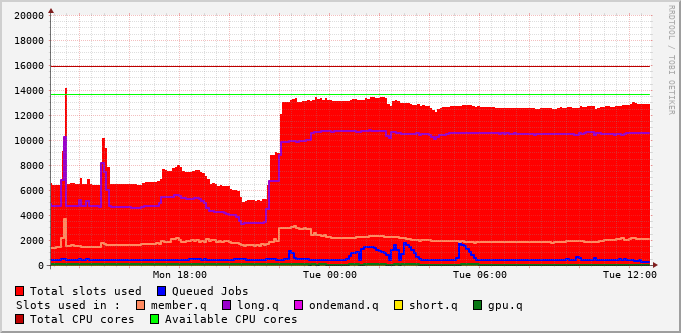 RRDTOOL / TOBI OETIKER
20000
18000
16000
14000
12000
10000
8000
6000
4000
2000
0
Mon 18:00 Tue 00:00 Tue 06:00 Tue 12:00
Total slots used Queued Jobs
Slots used in : member.q long.q ondemand.q short.q gpu.q
Total CPU cores Available CPU cores